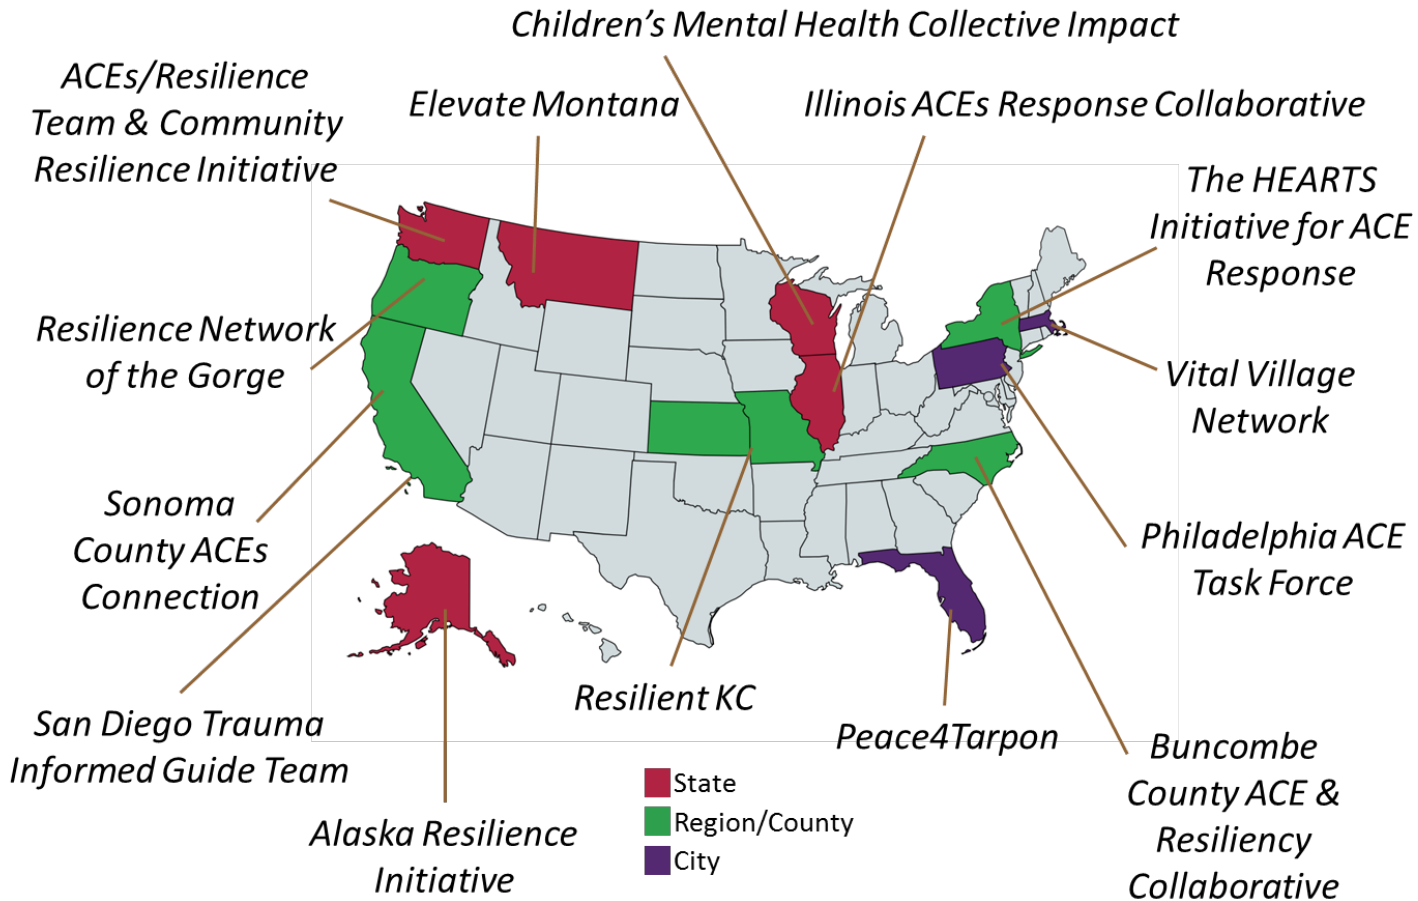 Children’s Mental Health Collective Impact
ACEs/Resilience
Team & Community
Resilience Initiative
Elevate Montana
Illinois ACEs Response Collaborative
The HEARTS
Initiative for ACE
Response
Resilience Network
of the Gorge
Vital Village
Network
Sonoma
County ACEs
Connection
Philadelphia ACE
Task Force
San Diego Trauma
Informed Guide Team
Resilient KC
Peace4Tarpon
Buncombe
County ACE &
Resiliency
Collaborative
Alaska Resilience
Initiative
State
Region/County
City